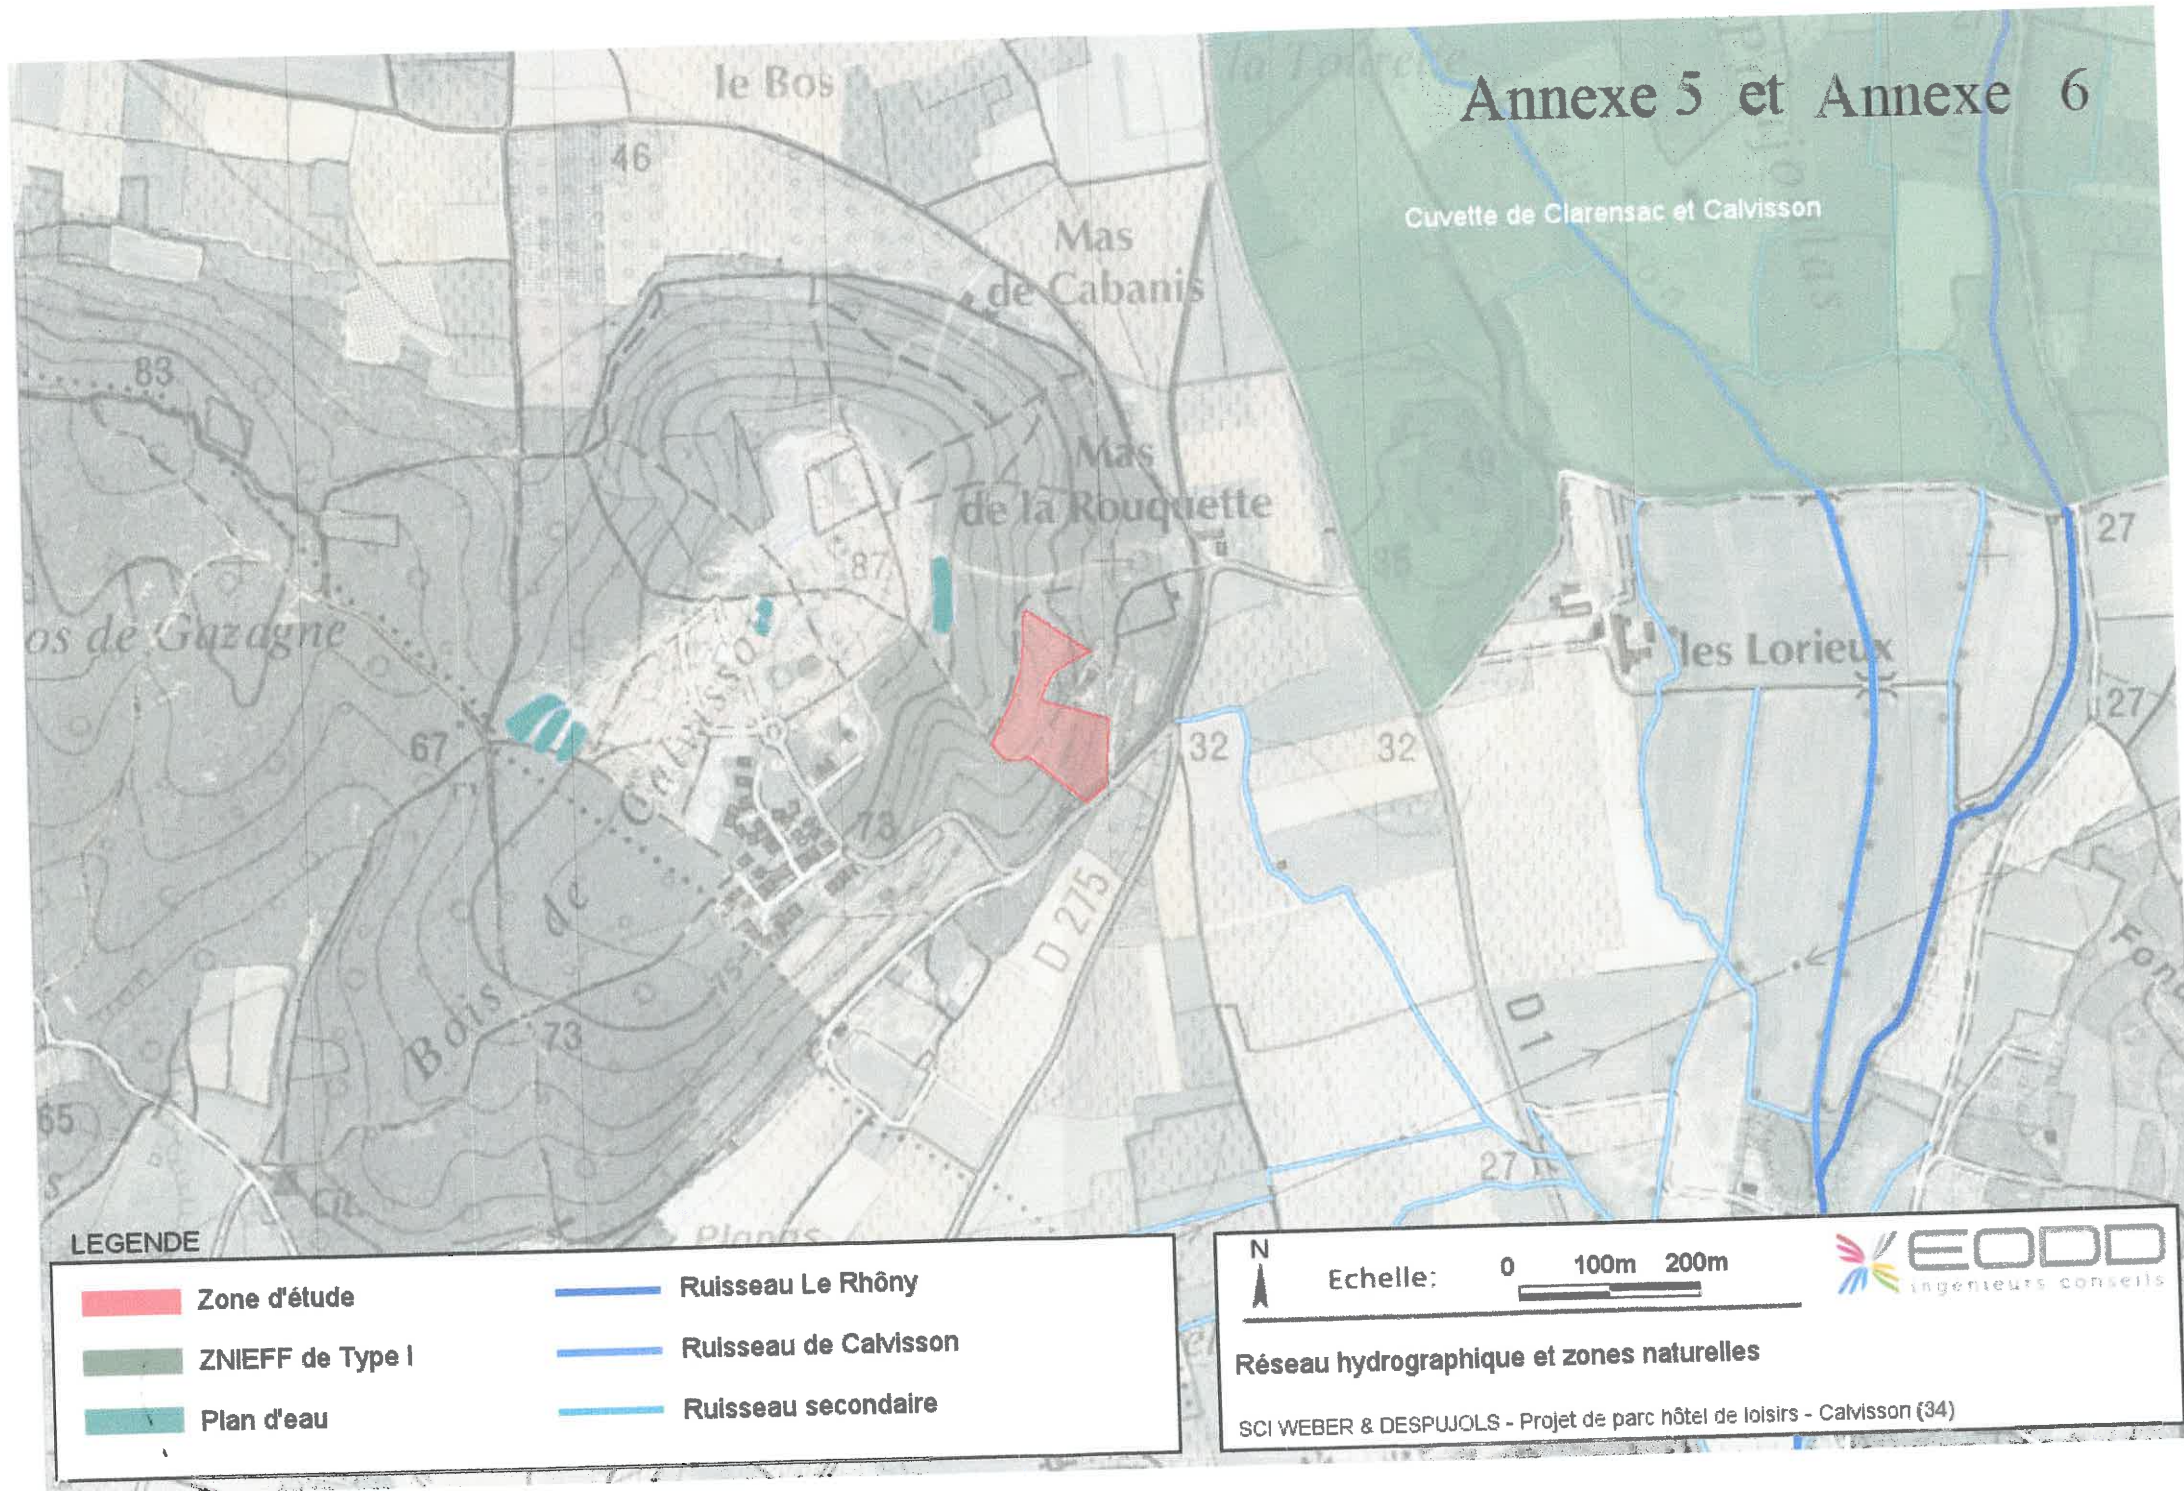 Annexe 5 et Annexe 6
le Bos
46
Cuvette de Clarensac et Calvisson
Mas
de Cabanis
83
Mas
de la Rouquette
87
27
os de Gazagne
les Lorieux
27
67
32
32
73
Bois de Calvisson
D 275
75
73
D1
65
27
LEGENDE
Zone d'étude
ZNIEFF de Type I
Plan d'eau
Ruisseau Le Rhôny
Ruisseau de Calvisson
Ruisseau secondaire
N
Echelle:
0 100m 200m
EODD
ingénieurs conseils
Réseau hydrographique et zones naturelles
SCI WEBER & DESPUJOLS - Projet de parc hôtel de loisirs - Calvisson (34)